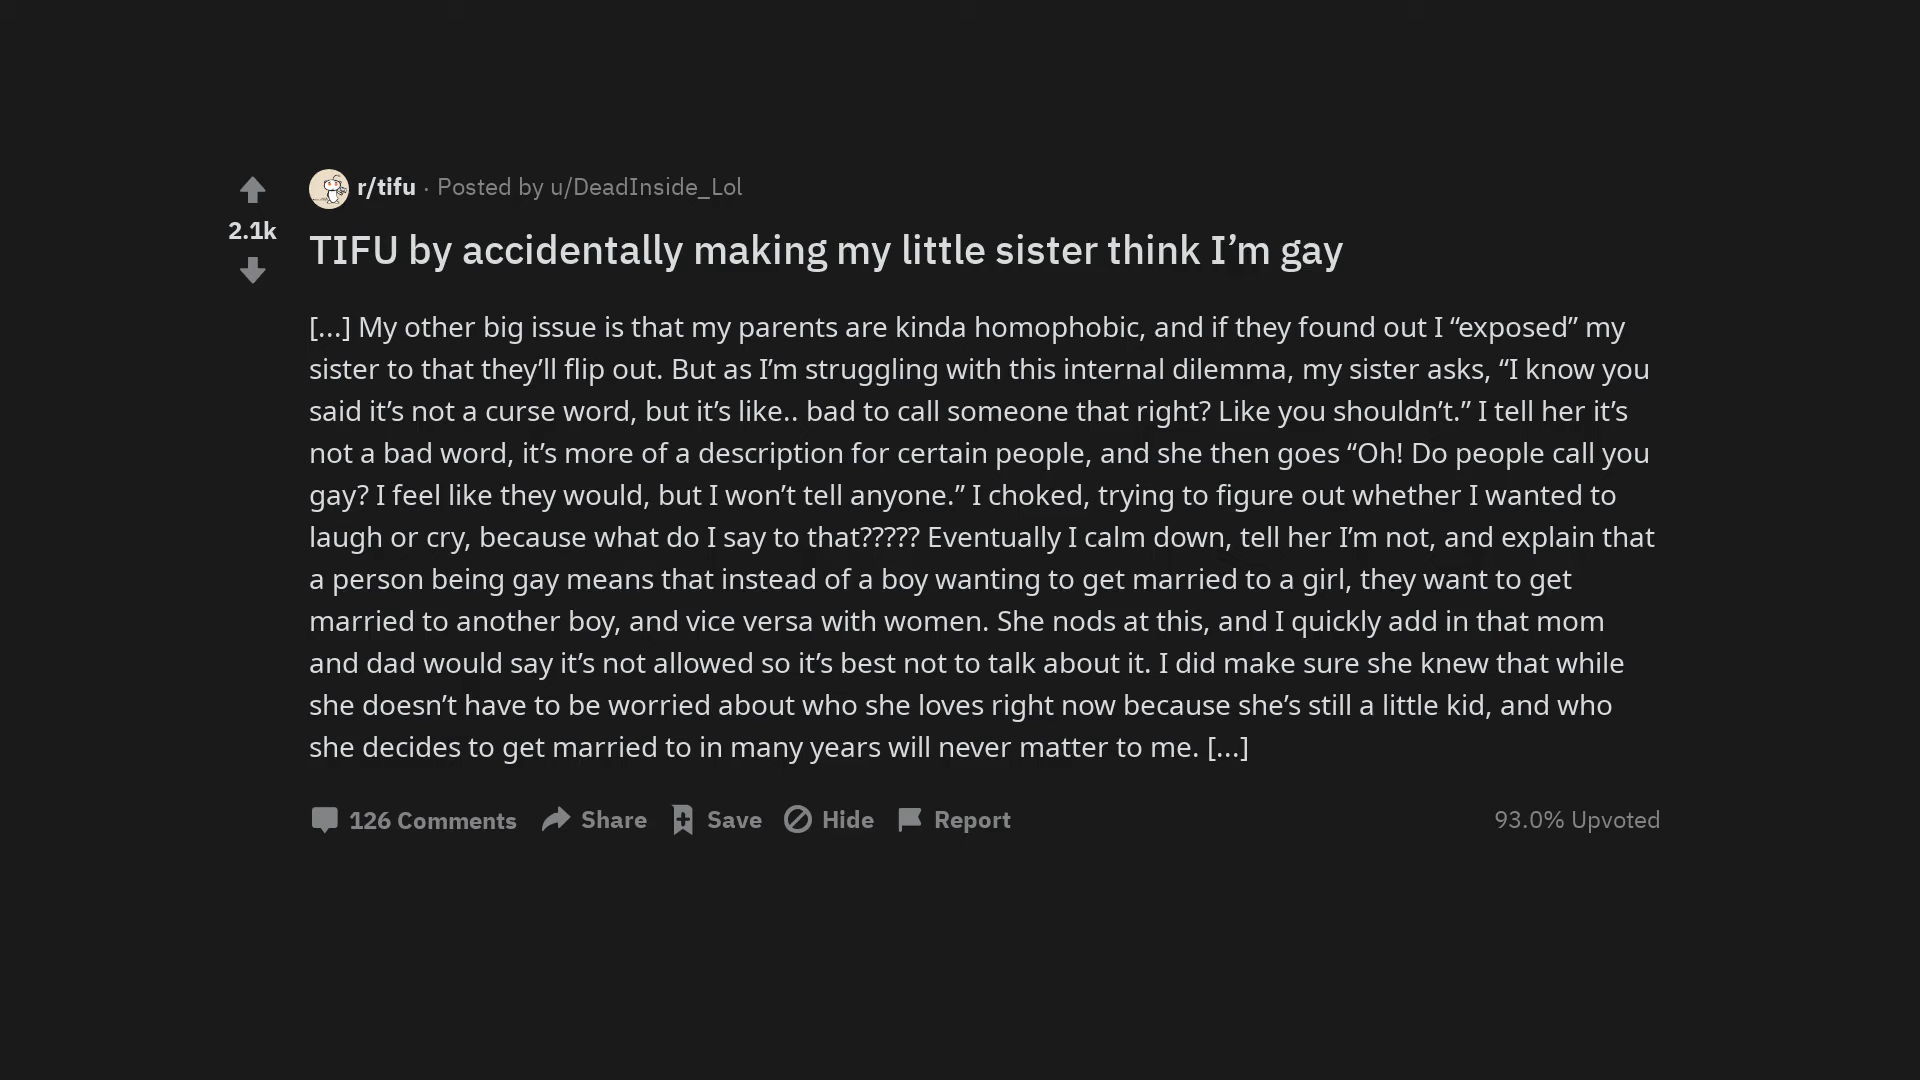 r/tifu · Posted by u/DeadInside_Lol
2.1k
TIFU by accidentally making my little sister think I’m gay
[...] My other big issue is that my parents are kinda homophobic, and if they found out I “exposed” my
sister to that they’ll flip out. But as I’m struggling with this internal dilemma, my sister asks, “I know you
said it’s not a curse word, but it’s like.. bad to call someone that right? Like you shouldn’t.” I tell her it’s
not a bad word, it’s more of a description for certain people, and she then goes “Oh! Do people call you
gay? I feel like they would, but I won’t tell anyone.” I choked, trying to figure out whether I wanted to
laugh or cry, because what do I say to that????? Eventually I calm down, tell her I’m not, and explain that
a person being gay means that instead of a boy wanting to get married to a girl, they want to get
married to another boy, and vice versa with women. She nods at this, and I quickly add in that mom
and dad would say it’s not allowed so it’s best not to talk about it. I did make sure she knew that while
she doesn’t have to be worried about who she loves right now because she’s still a little kid, and who
she decides to get married to in many years will never matter to me. [...]
126 Comments Share Save Hide Report 93.0% Upvoted